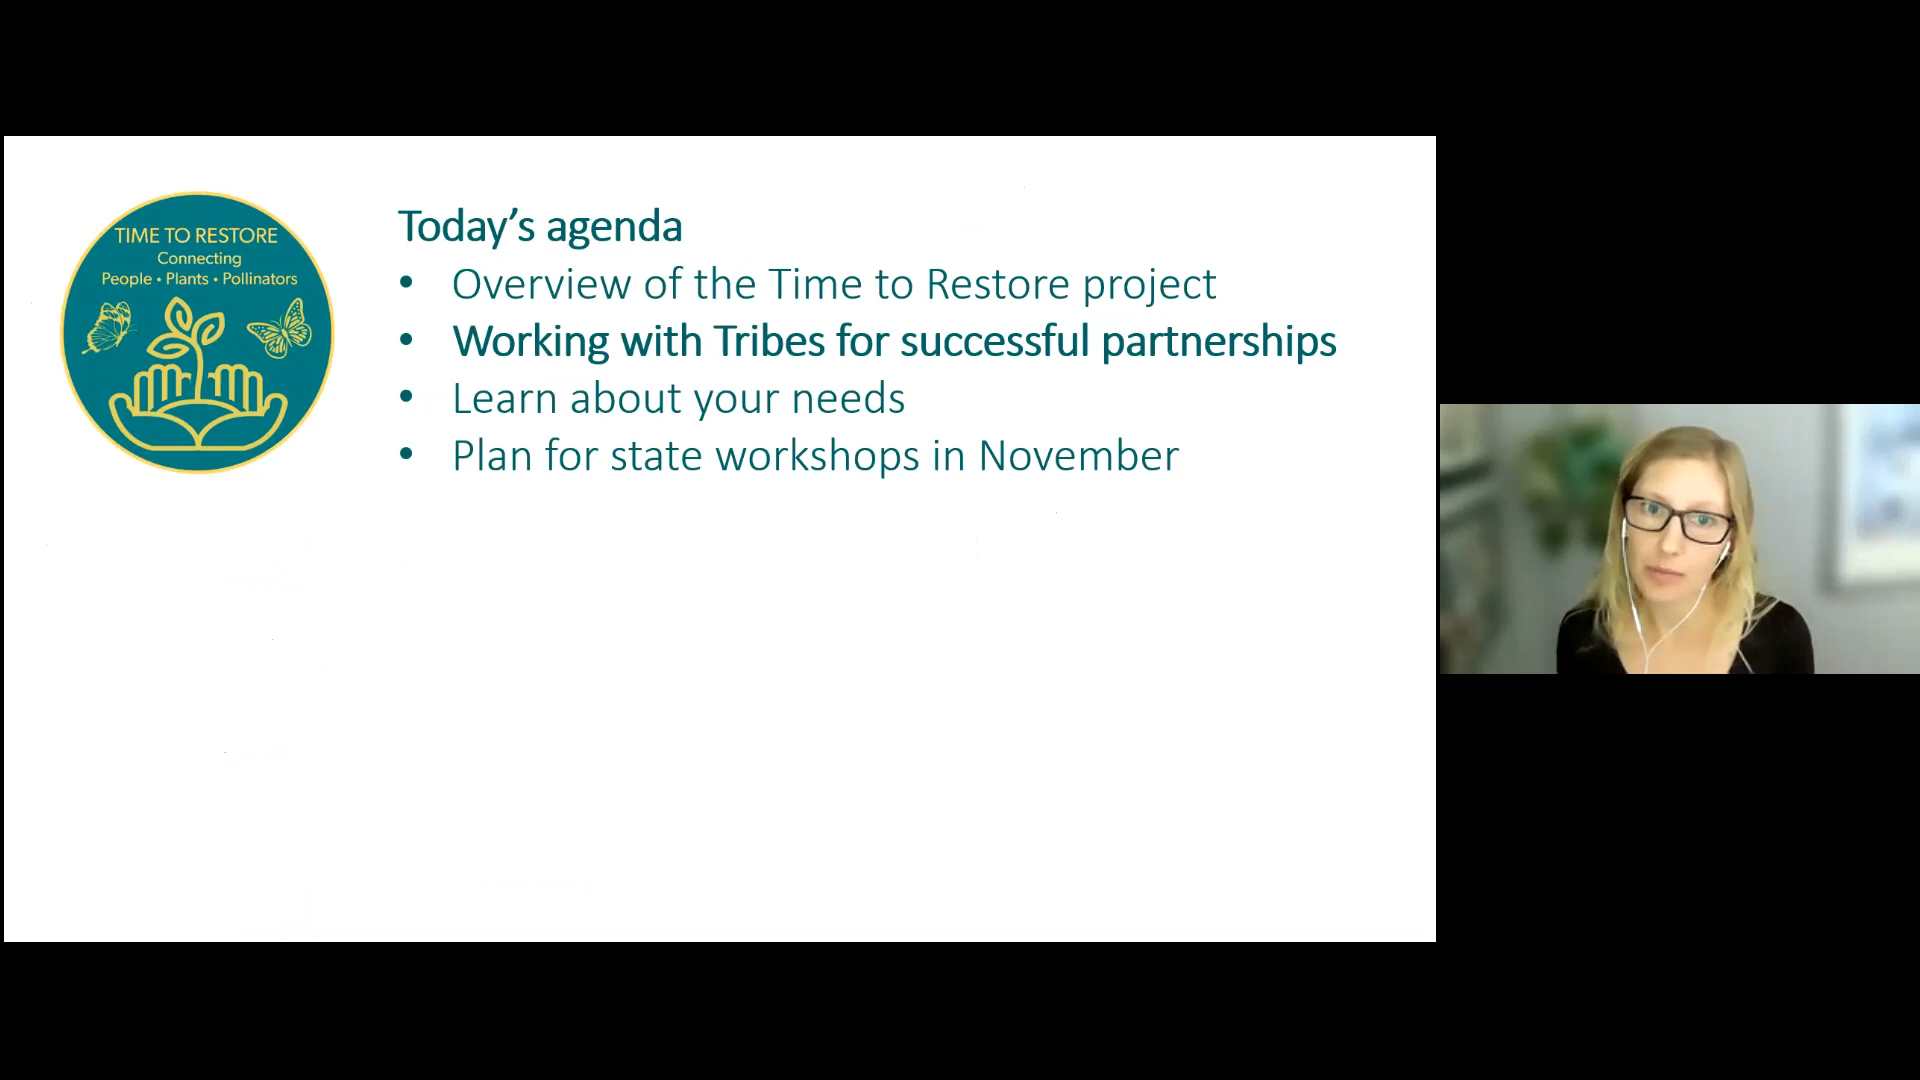 TIME TO RESTORE
Connecting
People • Plants • Pollinators
Today’s agenda
• Overview of the Time to Restore project
• Working with Tribes for successful partnerships
• Learn about your needs
• Plan for state workshops in November